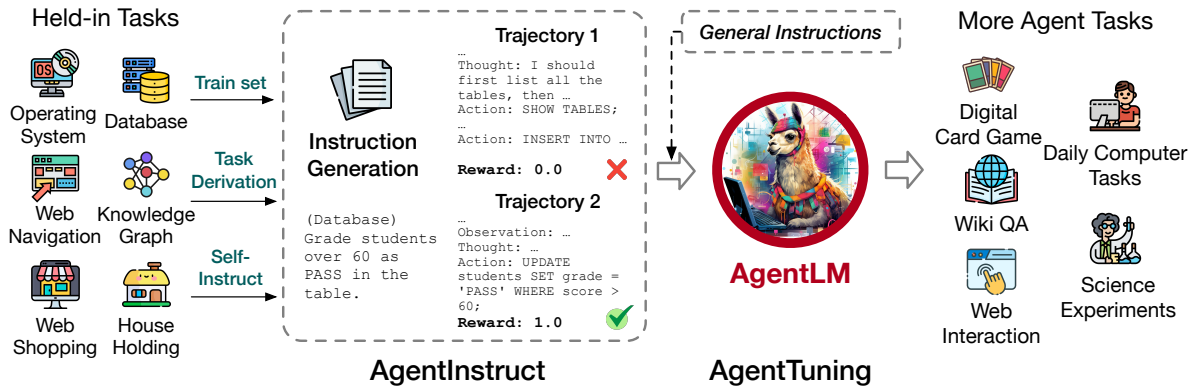 Held-in Tasks
OS
Operating
System
Database
Web
Navigation
Knowledge
Graph
Web
Shopping
House
Holding
Train set
Task
Derivation
Self-
Instruct
Instruction
Generation
(Database)
Grade students
over 60 as
PASS in the
table.
Trajectory 1
…
Thought: I should
first list all the
tables, then …
Action: SHOW TABLES;
…
Action: INSERT INTO …
Reward: 0.0
Trajectory 2
…
Observation: …
Thought: …
Action: UPDATE
students SET grade =
'PASS' WHERE score >
60;
Reward: 1.0
AgentInstruct
General Instructions
AgentLM
AgentTuning
More Agent Tasks
Digital
Card Game
Daily Computer
Tasks
Wiki QA
Science
Experiments
Web
Interaction